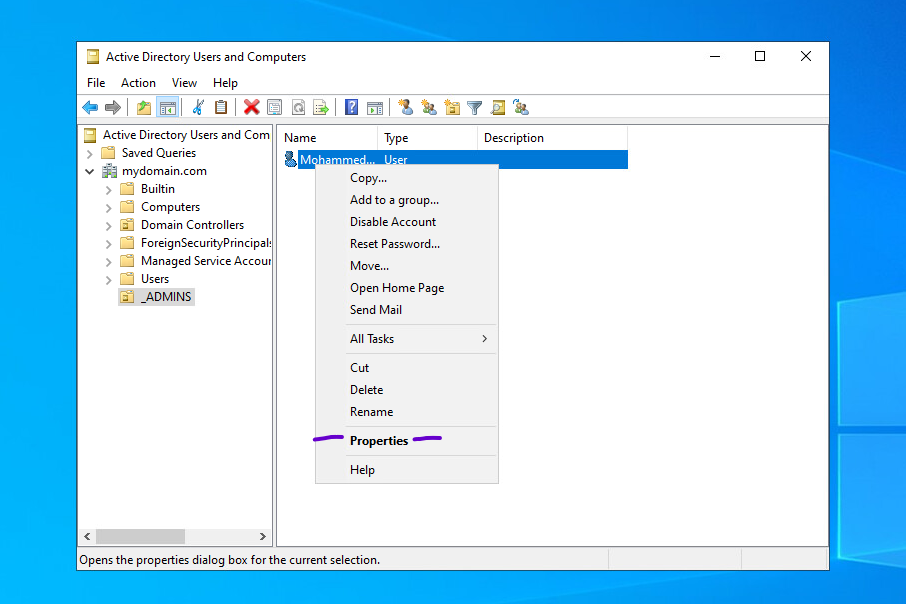 Active Directory Users and Computers
File Action View Help
Active Directory Users and Com
Saved Queries
mydomain.com
Builtin
Computers
Domain Controllers
ForeignSecurityPrincipals
Managed Service Accour
Users
_ADMINS
Name Type Description
Mohammed... User
Copy...
Add to a group...
Disable Account
Reset Password...
Move...
Open Home Page
Send Mail
All Tasks
Cut
Delete
Rename
Properties
Help
Opens the properties dialog box for the current selection.